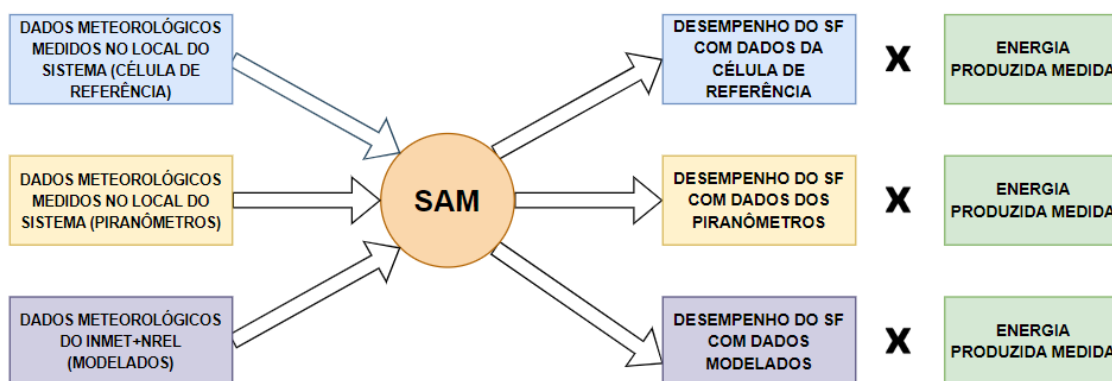 DADOS METEOROLÓGICOS
MEDIDOS NO LOCAL DO
SISTEMA (CÉLULA DE
REFERÊNCIA)
DESEMPENHO DO SF
COM DADOS DA
CÉLULA DE
REFERÊNCIA
X
ENERGIA
PRODUZIDA MEDIDA
DADOS METEOROLÓGICOS
MEDIDOS NO LOCAL DO
SISTEMA (PIRANÔMETROS)
SAM
DESEMPENHO DO SF
COM DADOS DOS
PIRANÔMETROS
X
ENERGIA
PRODUZIDA MEDIDA
DADOS METEOROLÓGICOS
DO INMET+NREL
(MODELADOS)
DESEMPENHO DO SF
COM DADOS
MODELADOS
X
ENERGIA
PRODUZIDA MEDIDA